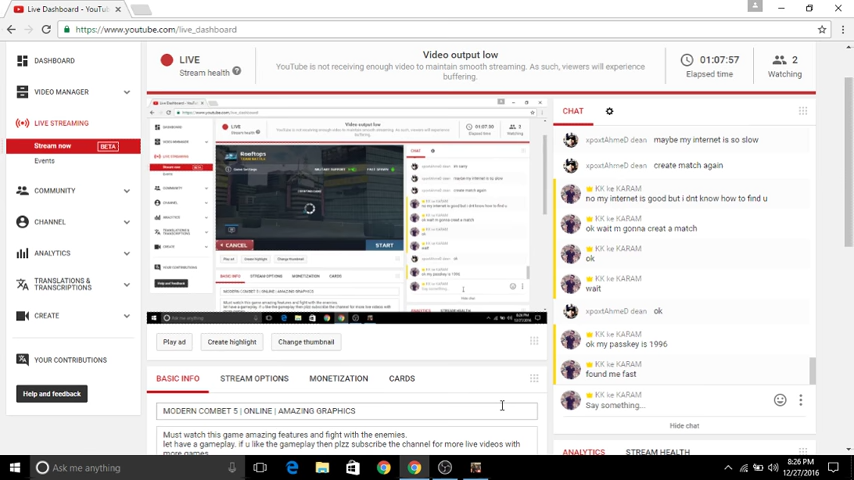 Live Dashboard - YouTub
https://www.youtube.com/live_dashboard
DASHBOARD
VIDEO MANAGER
LIVE STREAMING
Stream now
BETA
Events
COMMUNITY
CHANNEL
ANALYTICS
TRANSLATIONS &
TRANSCRIPTIONS
CREATE
YOUR CONTRIBUTIONS
Help and feedback
LIVE
Stream health
Video output low
YouTube is not receiving enough video to maintain smooth streaming. As such, viewers will experience
buffering.
01:07:57
Elapsed time
2
Watching
Rooftops
CANCEL
START
Play ad
Create highlight
Change thumbnail
BASIC INFO
STREAM OPTIONS
MONETIZATION
CARDS
MODERN COMBET 5 | ONLINE | AMAZING GRAPHICS
Must watch this game amazing features and fight with the enemies.
let have a gameplay. if u like the gameplay then plzz subscribe the channel for more live videos with
more games
CHAT
xpoxtAhmeD dean maybe my internet is so slow
xpoxtAhmeD dean create match again
KK ke KARAM
no my internet is good but i dnt know how to find u
KK ke KARAM
ok wait m gonna creat a match
KK ke KARAM
ok
KK ke KARAM
wait
xpoxtAhmeD dean ok
KK ke KARAM
ok my passkey is 1996
KK ke KARAM
found me fast
KK ke KARAM
Say something...
Hide chat
ANALYTICS
STREAM HEALTH
Ask me anything
8:26 PM
12/27/2016